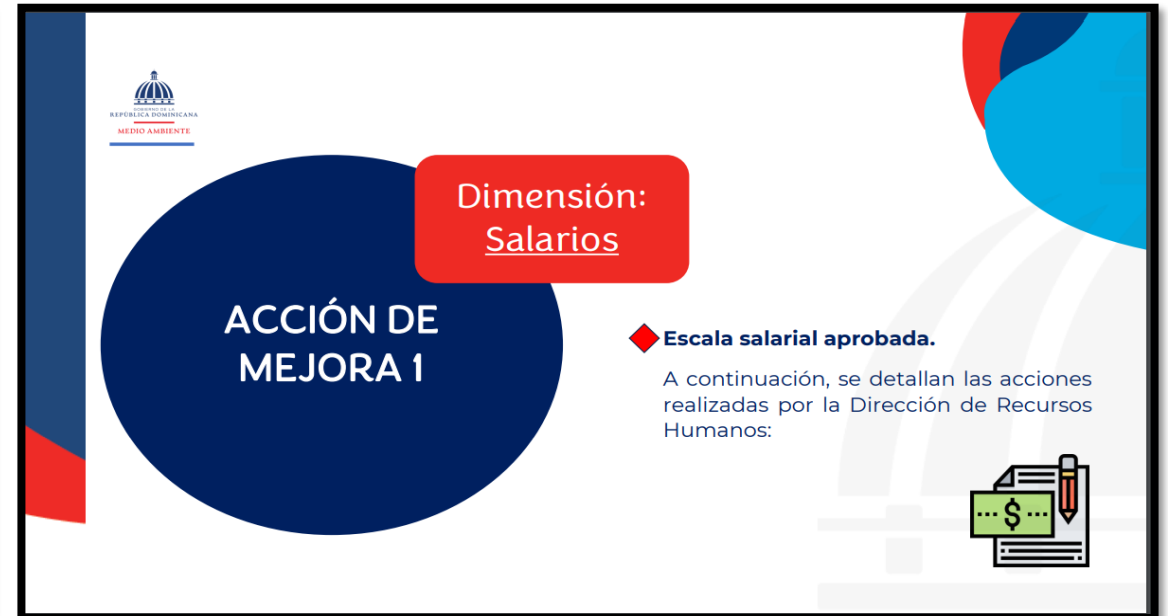 GOBIERNO DE LA
REPÚBLICA DOMINICANA
MEDIO AMBIENTE
Dimensión:
Salarios
ACCIÓN DE
MEJORA 1
Escala salarial aprobada.
A continuación, se detallan las acciones
realizadas por la Dirección de Recursos
Humanos:
$